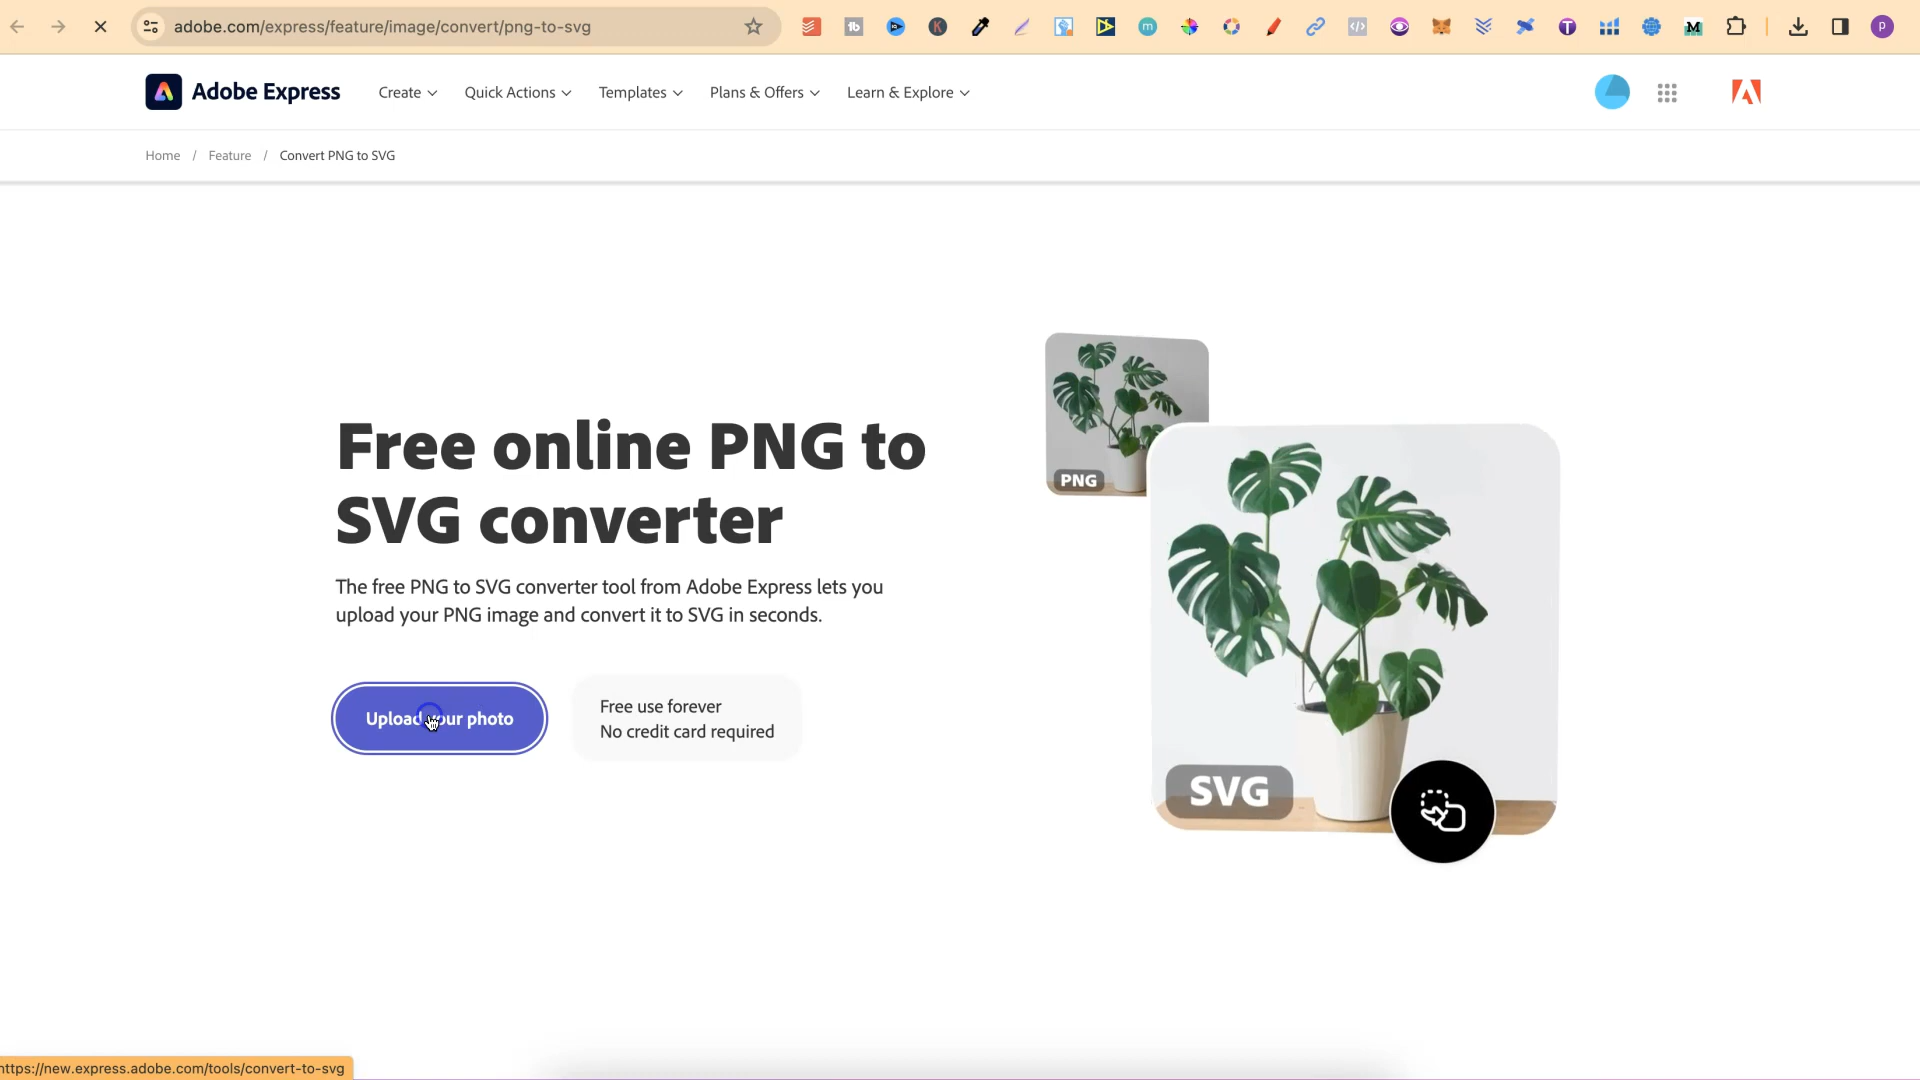 adobe.com/express/feature/image/convert/png-to-svg
Adobe Express
Create
Quick Actions
Templates
Plans & Offers
Learn & Explore
Home / Feature / Convert PNG to SVG
Free online PNG to
SVG converter
The free PNG to SVG converter tool from Adobe Express lets you
upload your PNG image and convert it to SVG in seconds.
Upload your photo
Free use forever
No credit card required
PNG
SVG
https://new.express.adobe.com/tools/convert-to-svg